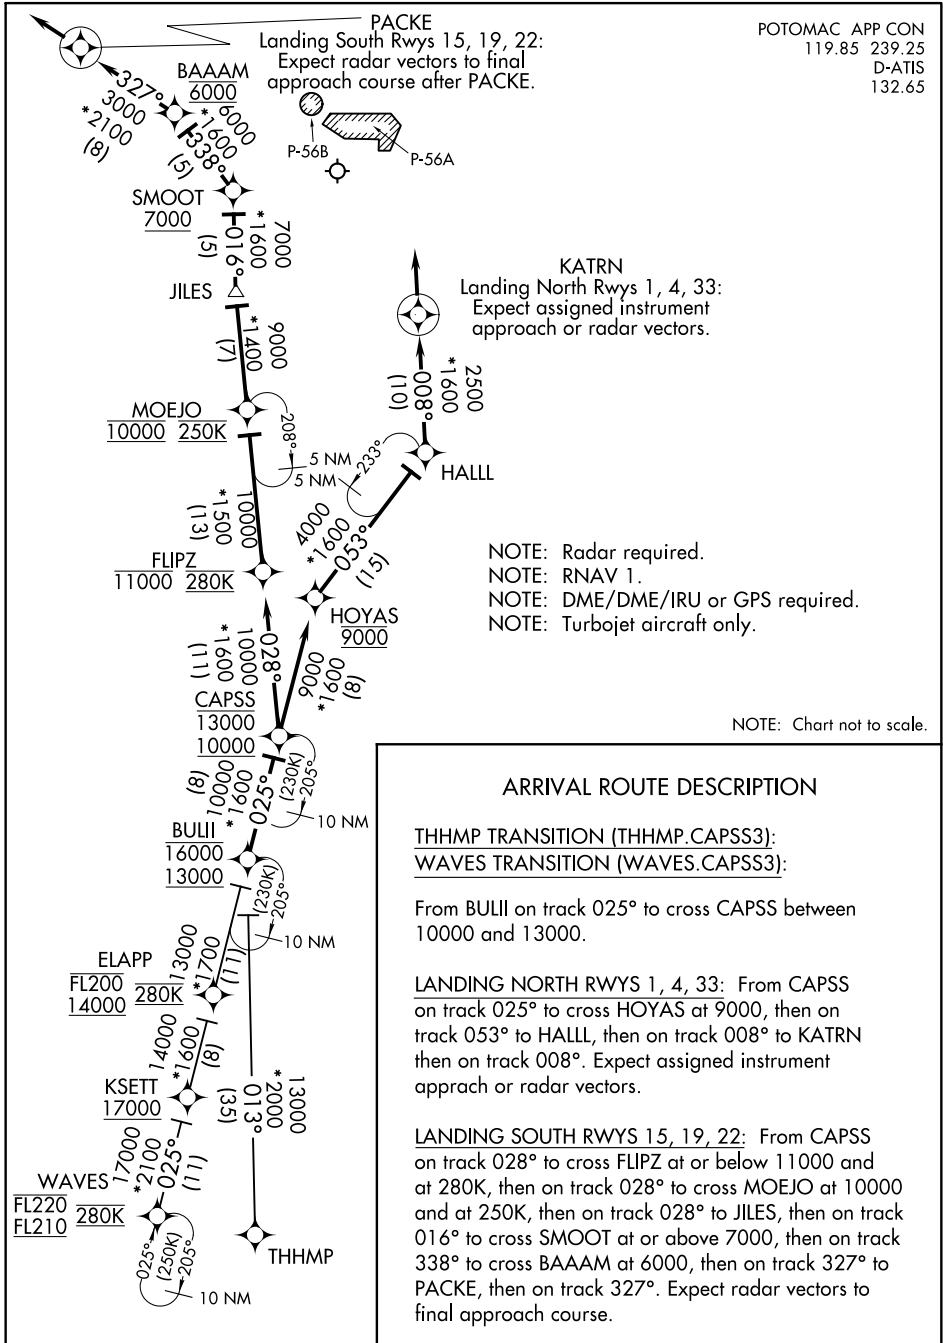 PACKE
Landing South Rwys 15, 19, 22:
Expect radar vectors to final
approach course after PACKE.
POTOMAC APP CON
119.85 239.25
D-ATIS
132.65
BAAAM
6000
327°
3000
*2100
(8)
P-56B
P-56A
6000
*1600
338°
(5)
SMOOT
7000
7000
*1600
016°
(5)
JILES
KATRN
Landing North Rwys 1, 4, 33:
Expect assigned instrument
approach or radar vectors.
9000
*1400
(7)
2500
*1600
008°
(10)
MOEJO
10000 250K
208°
5 NM
5 NM
233°
HALLL
10000
*1500
(13)
4000
*1600
053°
(15)
FLIPZ
11000 280K
HOYAS
9000
NOTE: Radar required.
NOTE: RNAV 1.
NOTE: DME/DME/IRU or GPS required.
NOTE: Turbojet aircraft only.
028°
10000
*1600
(11)
9000
*1600
(8)
CAPSS
13000
10000
NOTE: Chart not to scale.
(230K)
205°
10 NM
025°
10000
*1600
(8)
BULII
16000
13000
(230K)
205°
10 NM
13000
*1700
(11)
ELAPP
FL200
14000
280K
14000
*1600
(8)
13000
*2000
013°
(35)
KSETT
17000
17000
*2100
025°
(11)
WAVES
FL220
FL210
280K
025°
(250K)
205°
10 NM
THHMP
ARRIVAL ROUTE DESCRIPTION
THHMP TRANSITION (THHMP.CAPSS3):
WAVES TRANSITION (WAVES.CAPSS3):
From BULII on track 025° to cross CAPSS between
10000 and 13000.
LANDING NORTH RWYS 1, 4, 33: From CAPSS
on track 025° to cross HOYAS at 9000, then on
track 053° to HALLL, then on track 008° to KATRN
then on track 008°. Expect assigned instrument
apprach or radar vectors.
LANDING SOUTH RWYS 15, 19, 22: From CAPSS
on track 028° to cross FLIPZ at or below 11000 and
at 280K, then on track 028° to cross MOEJO at 10000
and at 250K, then on track 028° to JILES, then on track
016° to cross SMOOT at or above 7000, then on track
338° to cross BAAAM at 6000, then on track 327° to
PACKE, then on track 327°. Expect radar vectors to
final approach course.